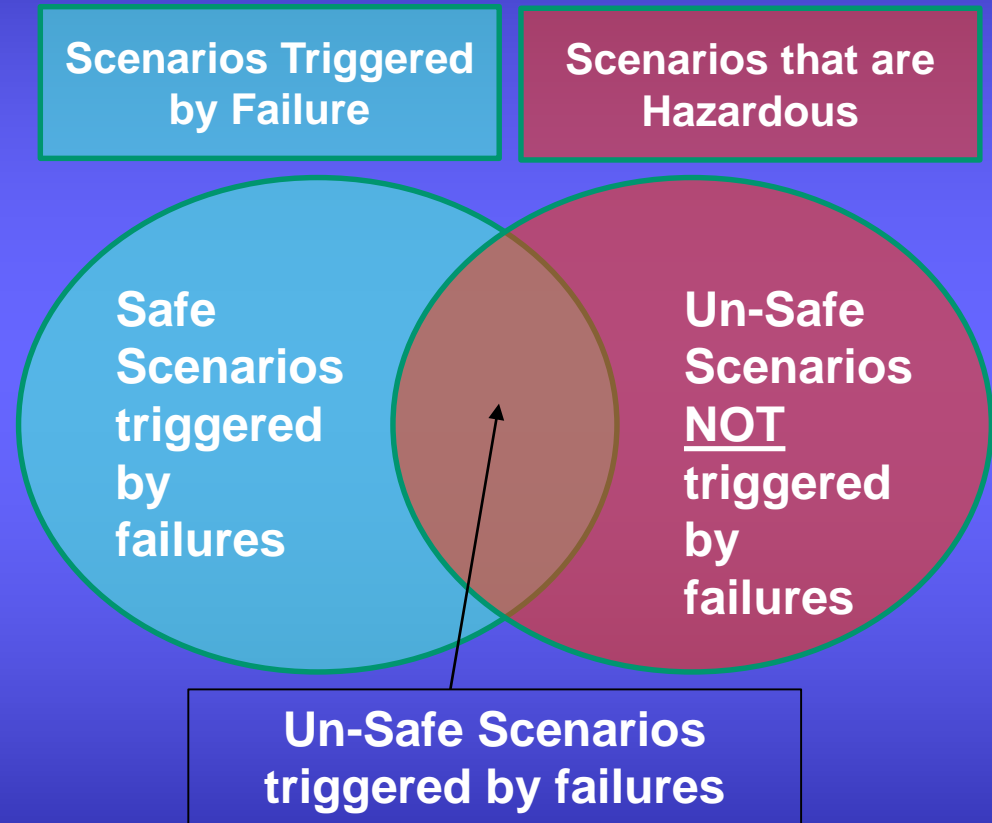 Scenarios Triggered
by Failure
Scenarios that are
Hazardous
Safe
Scenarios
triggered
by
failures
Un-Safe
Scenarios
NOT
triggered
by
failures
Un-Safe Scenarios
triggered by failures